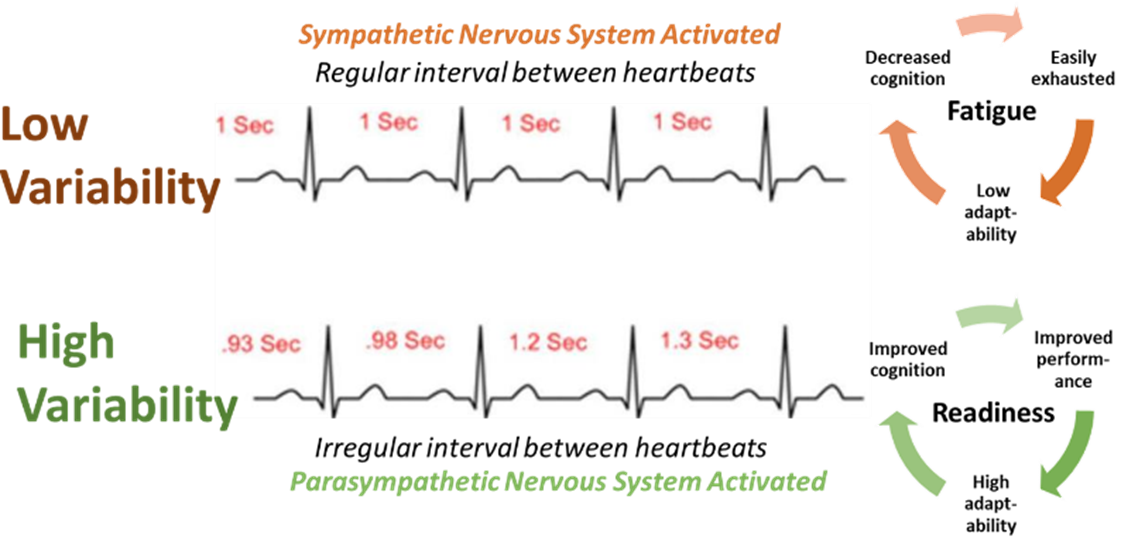 Sympathetic Nervous System Activated
Regular interval between heartbeats
Low
Variability
1 Sec 1 Sec 1 Sec 1 Sec
Decreased
cognition
Easily
exhausted
Fatigue
Low
adapt-
ability
High
Variability
.93 Sec .98 Sec 1.2 Sec 1.3 Sec
Irregular interval between heartbeats
Parasympathetic Nervous System Activated
Improved
cognition
Improved
perform-
ance
Readiness
High
adapt-
ability